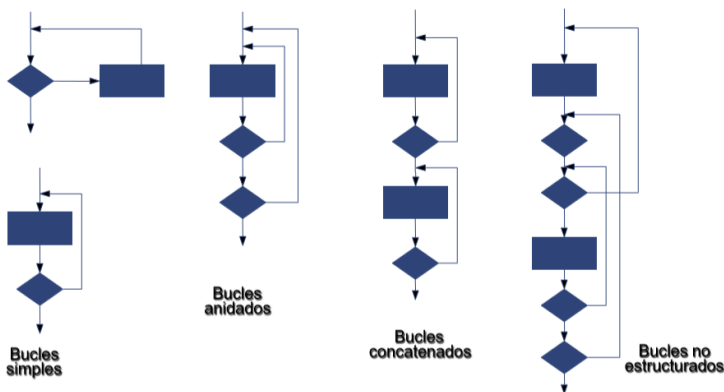 Bucles
simples
Bucles
anidados
Bucles
concatenados
Bucles no
estructurados